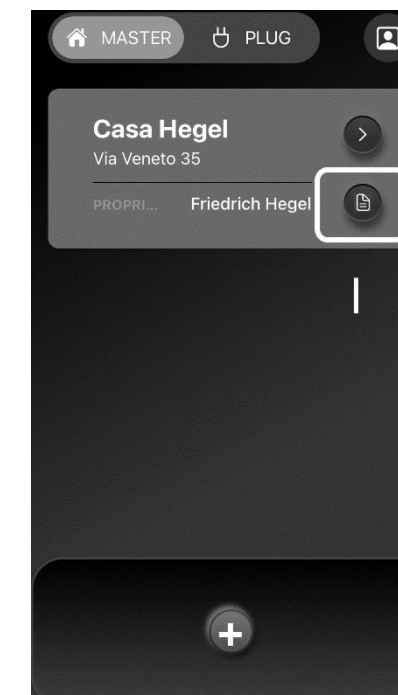 MASTER PLUG
Casa Hegel
Via Veneto 35
PROPRI... Friedrich Hegel